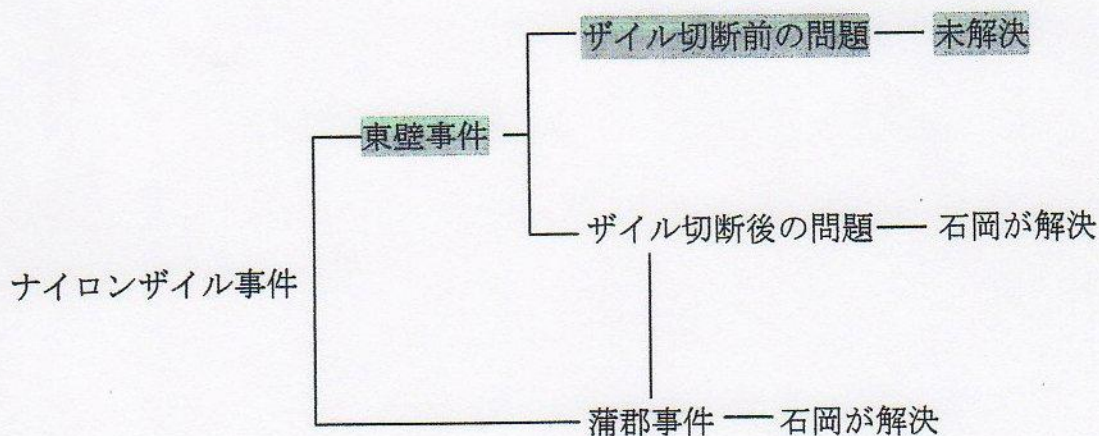 ザイル切断前の問題 未解決
東壁事件
ザイル切断後の問題 石岡が解決
ナイロンザイル事件
蒲郡事件 石岡が解決